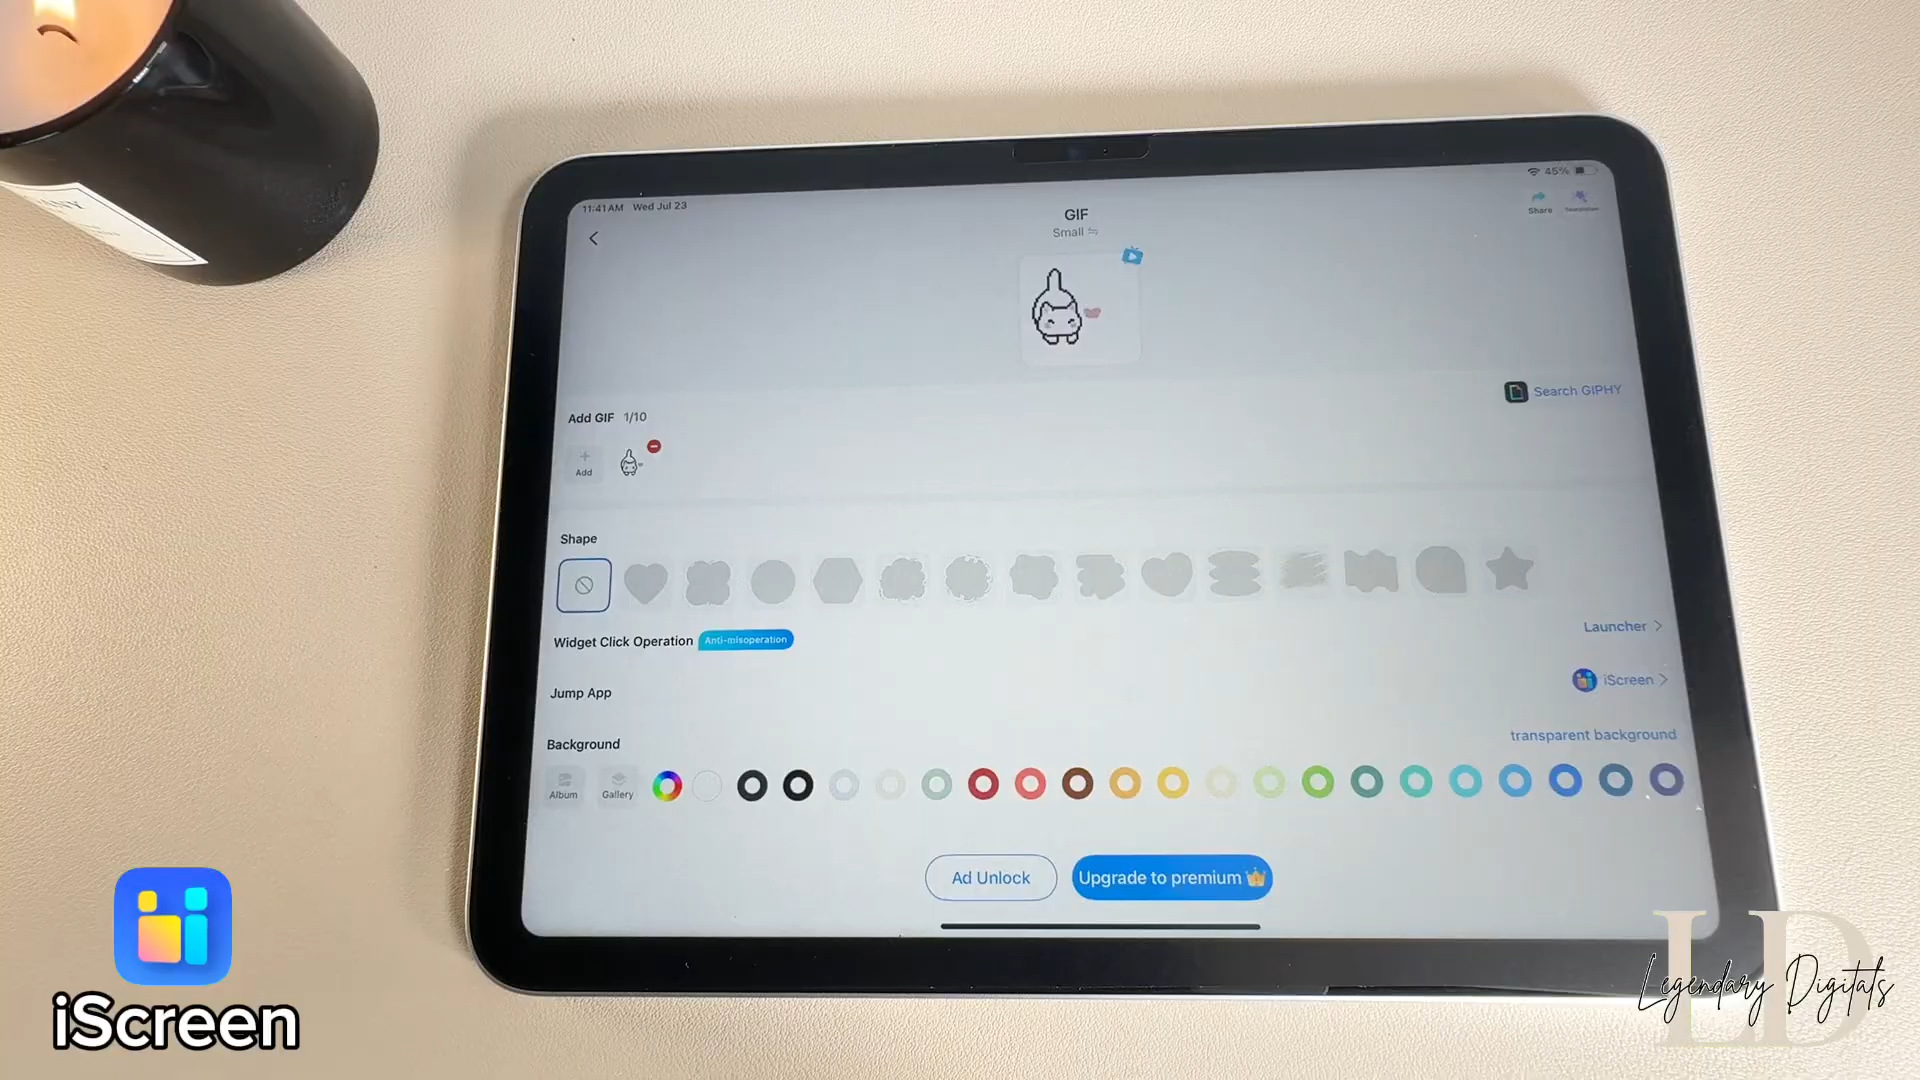 11:41AM Wed Jul 23
45%
GIF
Small
Share
Add GIF 1/10
Search GIPHY
Add
Shape
Widget Click Operation Anti-misoperation
Launcher
Jump App
iScreen
Background
transparent background
Album
Gallery
Ad Unlock
Upgrade to premium
iScreen
LD
Legendary Digitals